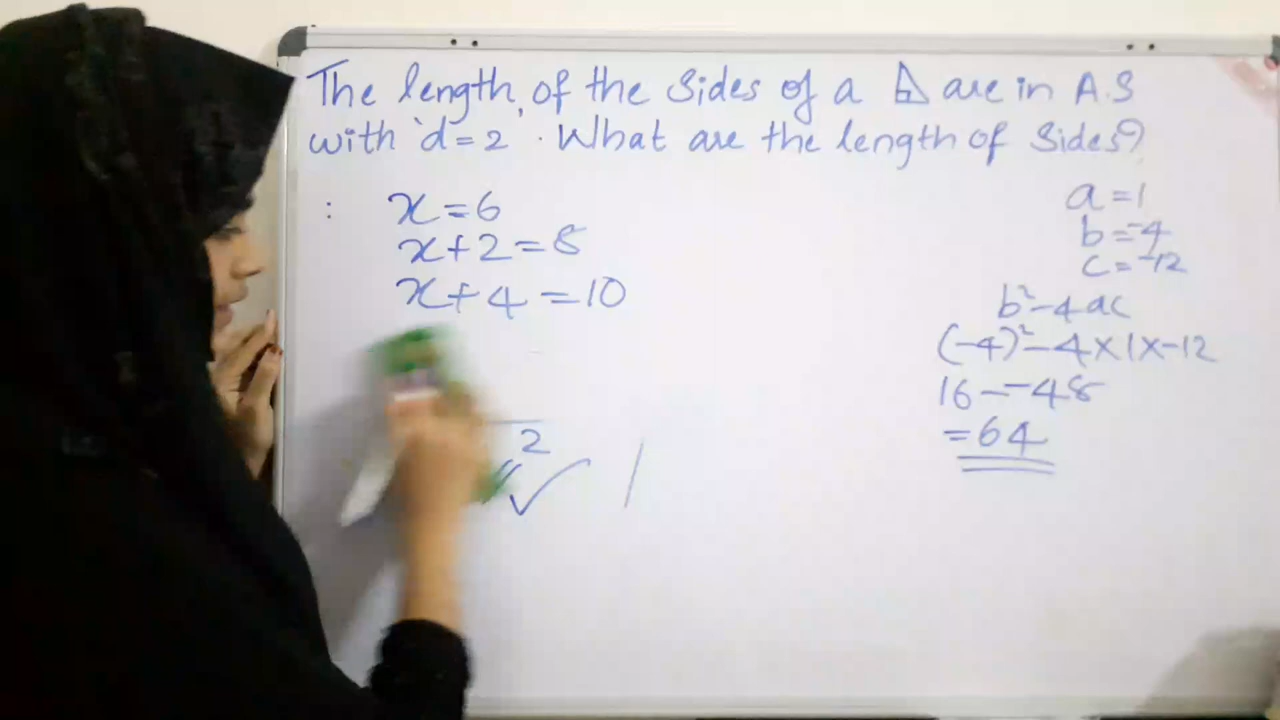 The length of the sides of a ◺ are in A.S
with 'd=2'. What are the length of sides?
: x=6
x+2=8
x+4=10
2
a=1
b=-4
c=-12
b²-4ac
(-4)²-4×1×-12
16--48
=64